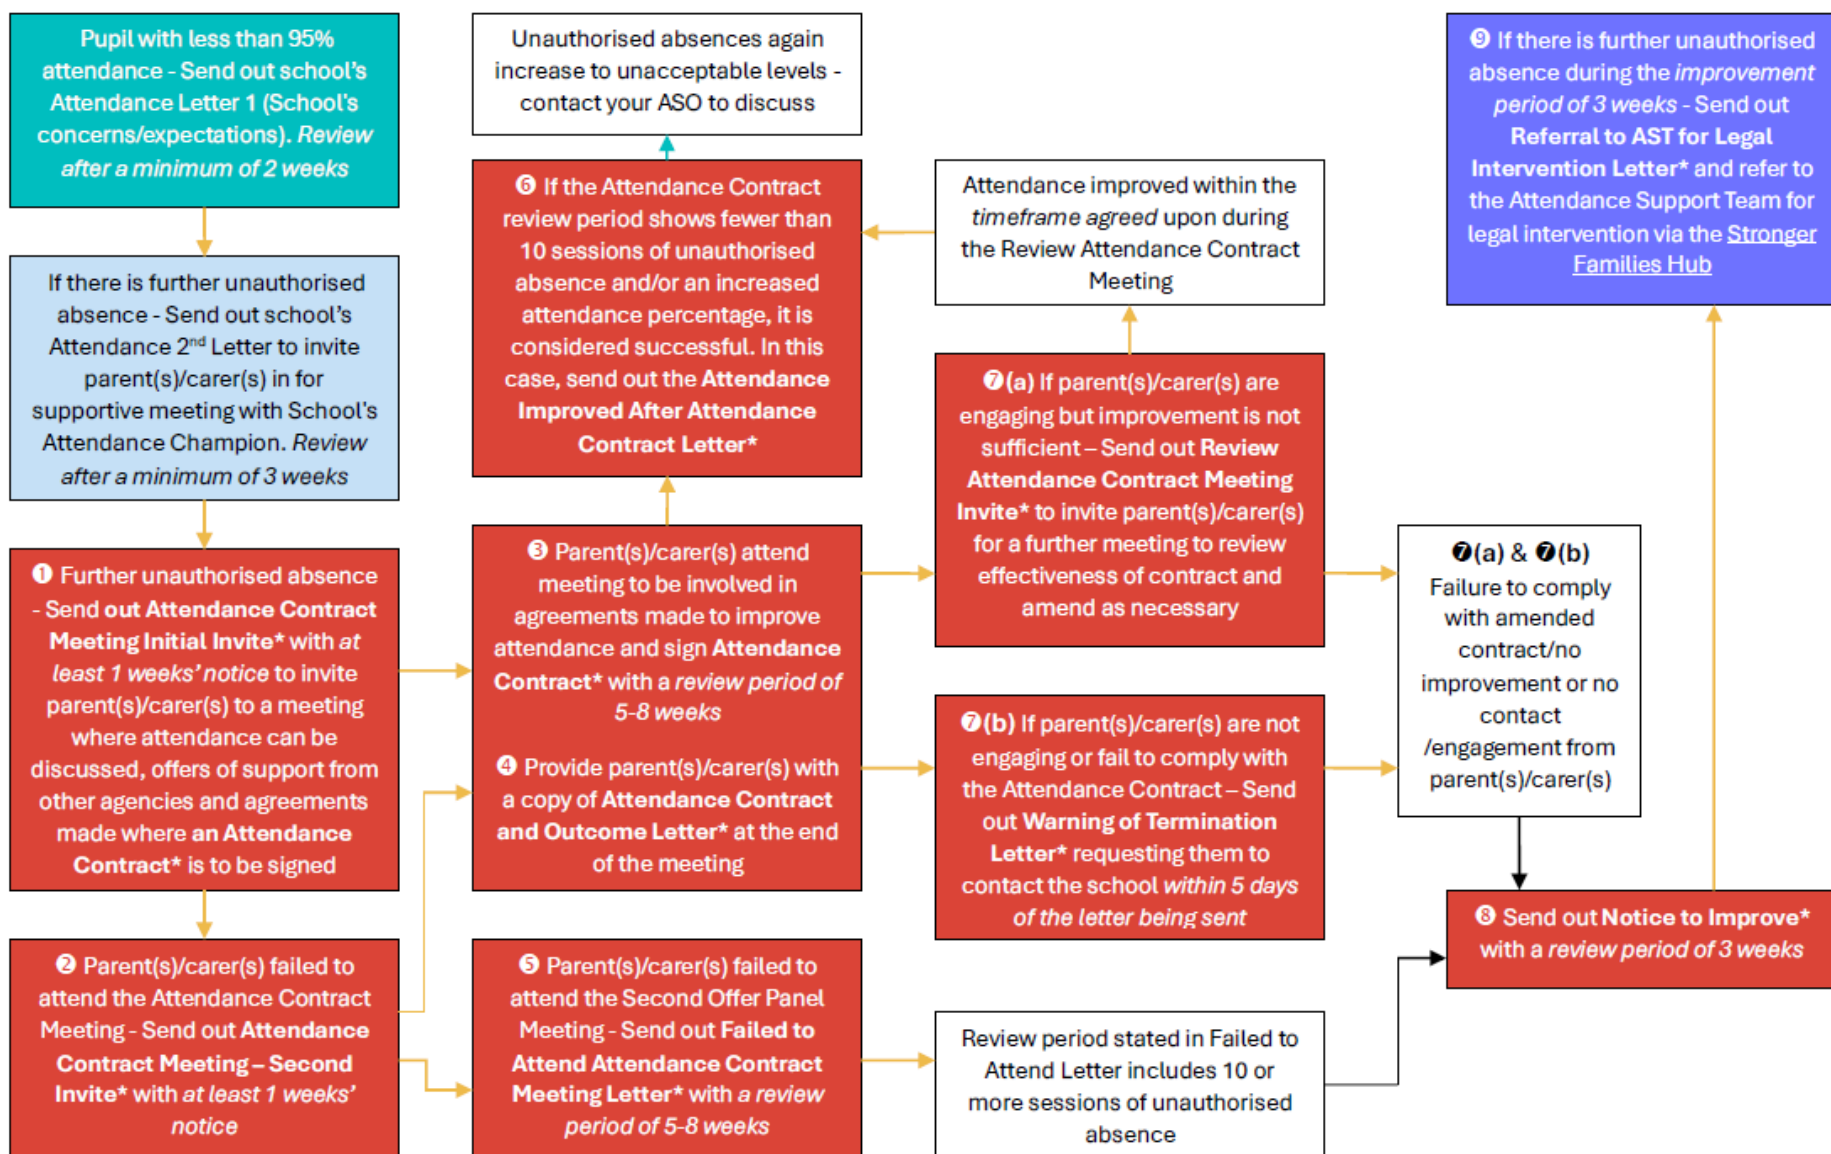 Pupil with less than 95%
attendance - Send out school’s
Attendance Letter 1 (School's
concerns/expectations). Review
after a minimum of 2 weeks
If there is further unauthorised
absence - Send out school’s
Attendance 2nd Letter to invite
parent(s)/carer(s) in for
supportive meeting with School's
Attendance Champion. Review
after a minimum of 3 weeks
❶ Further unauthorised absence
- Send out Attendance Contract
Meeting Initial Invite* with at
least 1 weeks’ notice to invite
parent(s)/carer(s) to a meeting
where attendance can be
discussed, offers of support from
other agencies and agreements
made where an Attendance
Contract* is to be signed
❷ Parent(s)/carer(s) failed to
attend the Attendance Contract
Meeting - Send out Attendance
Contract Meeting – Second
Invite* with at least 1 weeks’
notice
Unauthorised absences again
increase to unacceptable levels -
contact your ASO to discuss
❻ If the Attendance Contract
review period shows fewer than
10 sessions of unauthorised
absence and/or an increased
attendance percentage, it is
considered successful. In this
case, send out the Attendance
Improved After Attendance
Contract Letter*
❸ Parent(s)/carer(s) attend
meeting to be involved in
agreements made to improve
attendance and sign Attendance
Contract* with a review period of
5-8 weeks
❹ Provide parent(s)/carer(s) with
a copy of Attendance Contract
and Outcome Letter* at the end
of the meeting
❺ Parent(s)/carer(s) failed to
attend the Second Offer Panel
Meeting - Send out Failed to
Attend Attendance Contract
Meeting Letter* with a review
period of 5-8 weeks
Attendance improved within the
timeframe agreed upon during
the Review Attendance Contract
Meeting
❼(a) If parent(s)/carer(s) are
engaging but improvement is not
sufficient – Send out Review
Attendance Contract Meeting
Invite* to invite parent(s)/carer(s)
for a further meeting to review
effectiveness of contract and
amend as necessary
❼(b) If parent(s)/carer(s) are not
engaging or fail to comply with
the Attendance Contract – Send
out Warning of Termination
Letter* requesting them to
contact the school within 5 days
of the letter being sent
Review period stated in Failed to
Attend Letter includes 10 or
more sessions of unauthorised
absence
❼(a) & ❼(b)
Failure to comply
with amended
contract/no
improvement or no
contact
/engagement from
parent(s)/carer(s)
❽ Send out Notice to Improve*
with a review period of 3 weeks
❾ If there is further unauthorised
absence during the improvement
period of 3 weeks - Send out
Referral to AST for Legal
Intervention Letter* and refer to
the Attendance Support Team for
legal intervention via the Stronger
Families Hub